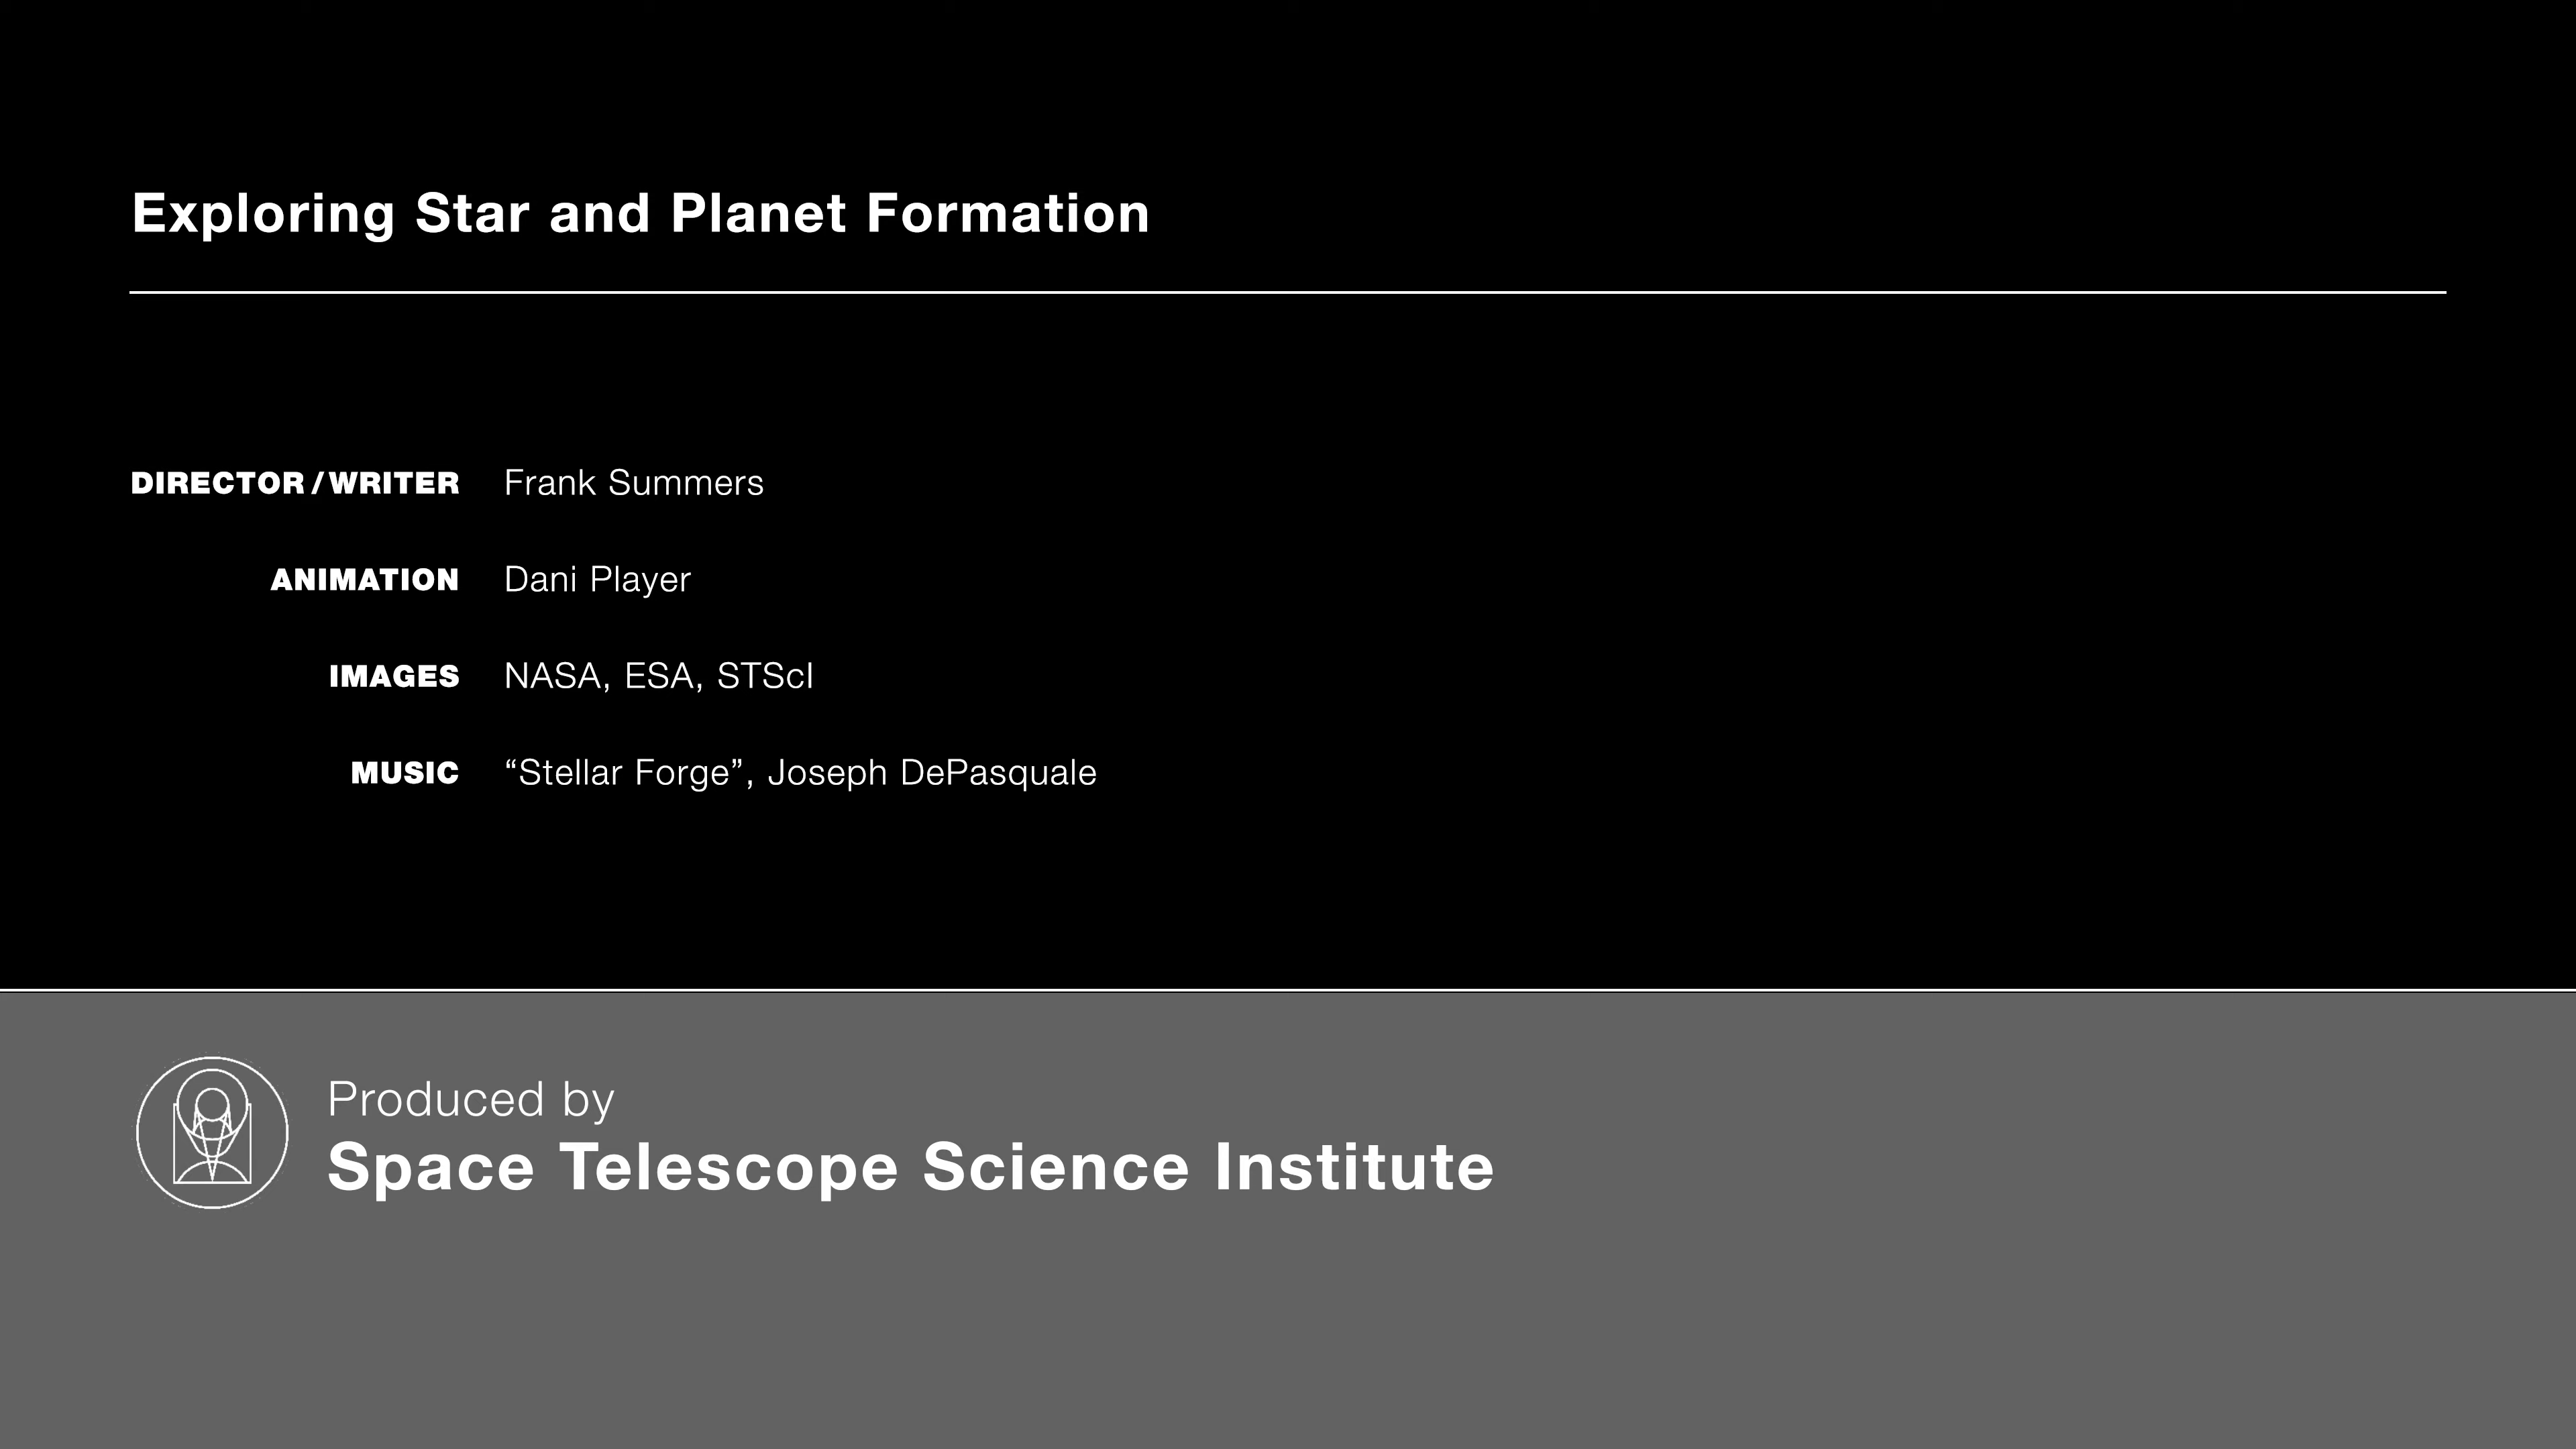 Exploring Star and Planet Formation
DIRECTOR / WRITER Frank Summers
ANIMATION Dani Player
IMAGES NASA, ESA, STScI
MUSIC “Stellar Forge”, Joseph DePasquale
Produced by
Space Telescope Science Institute